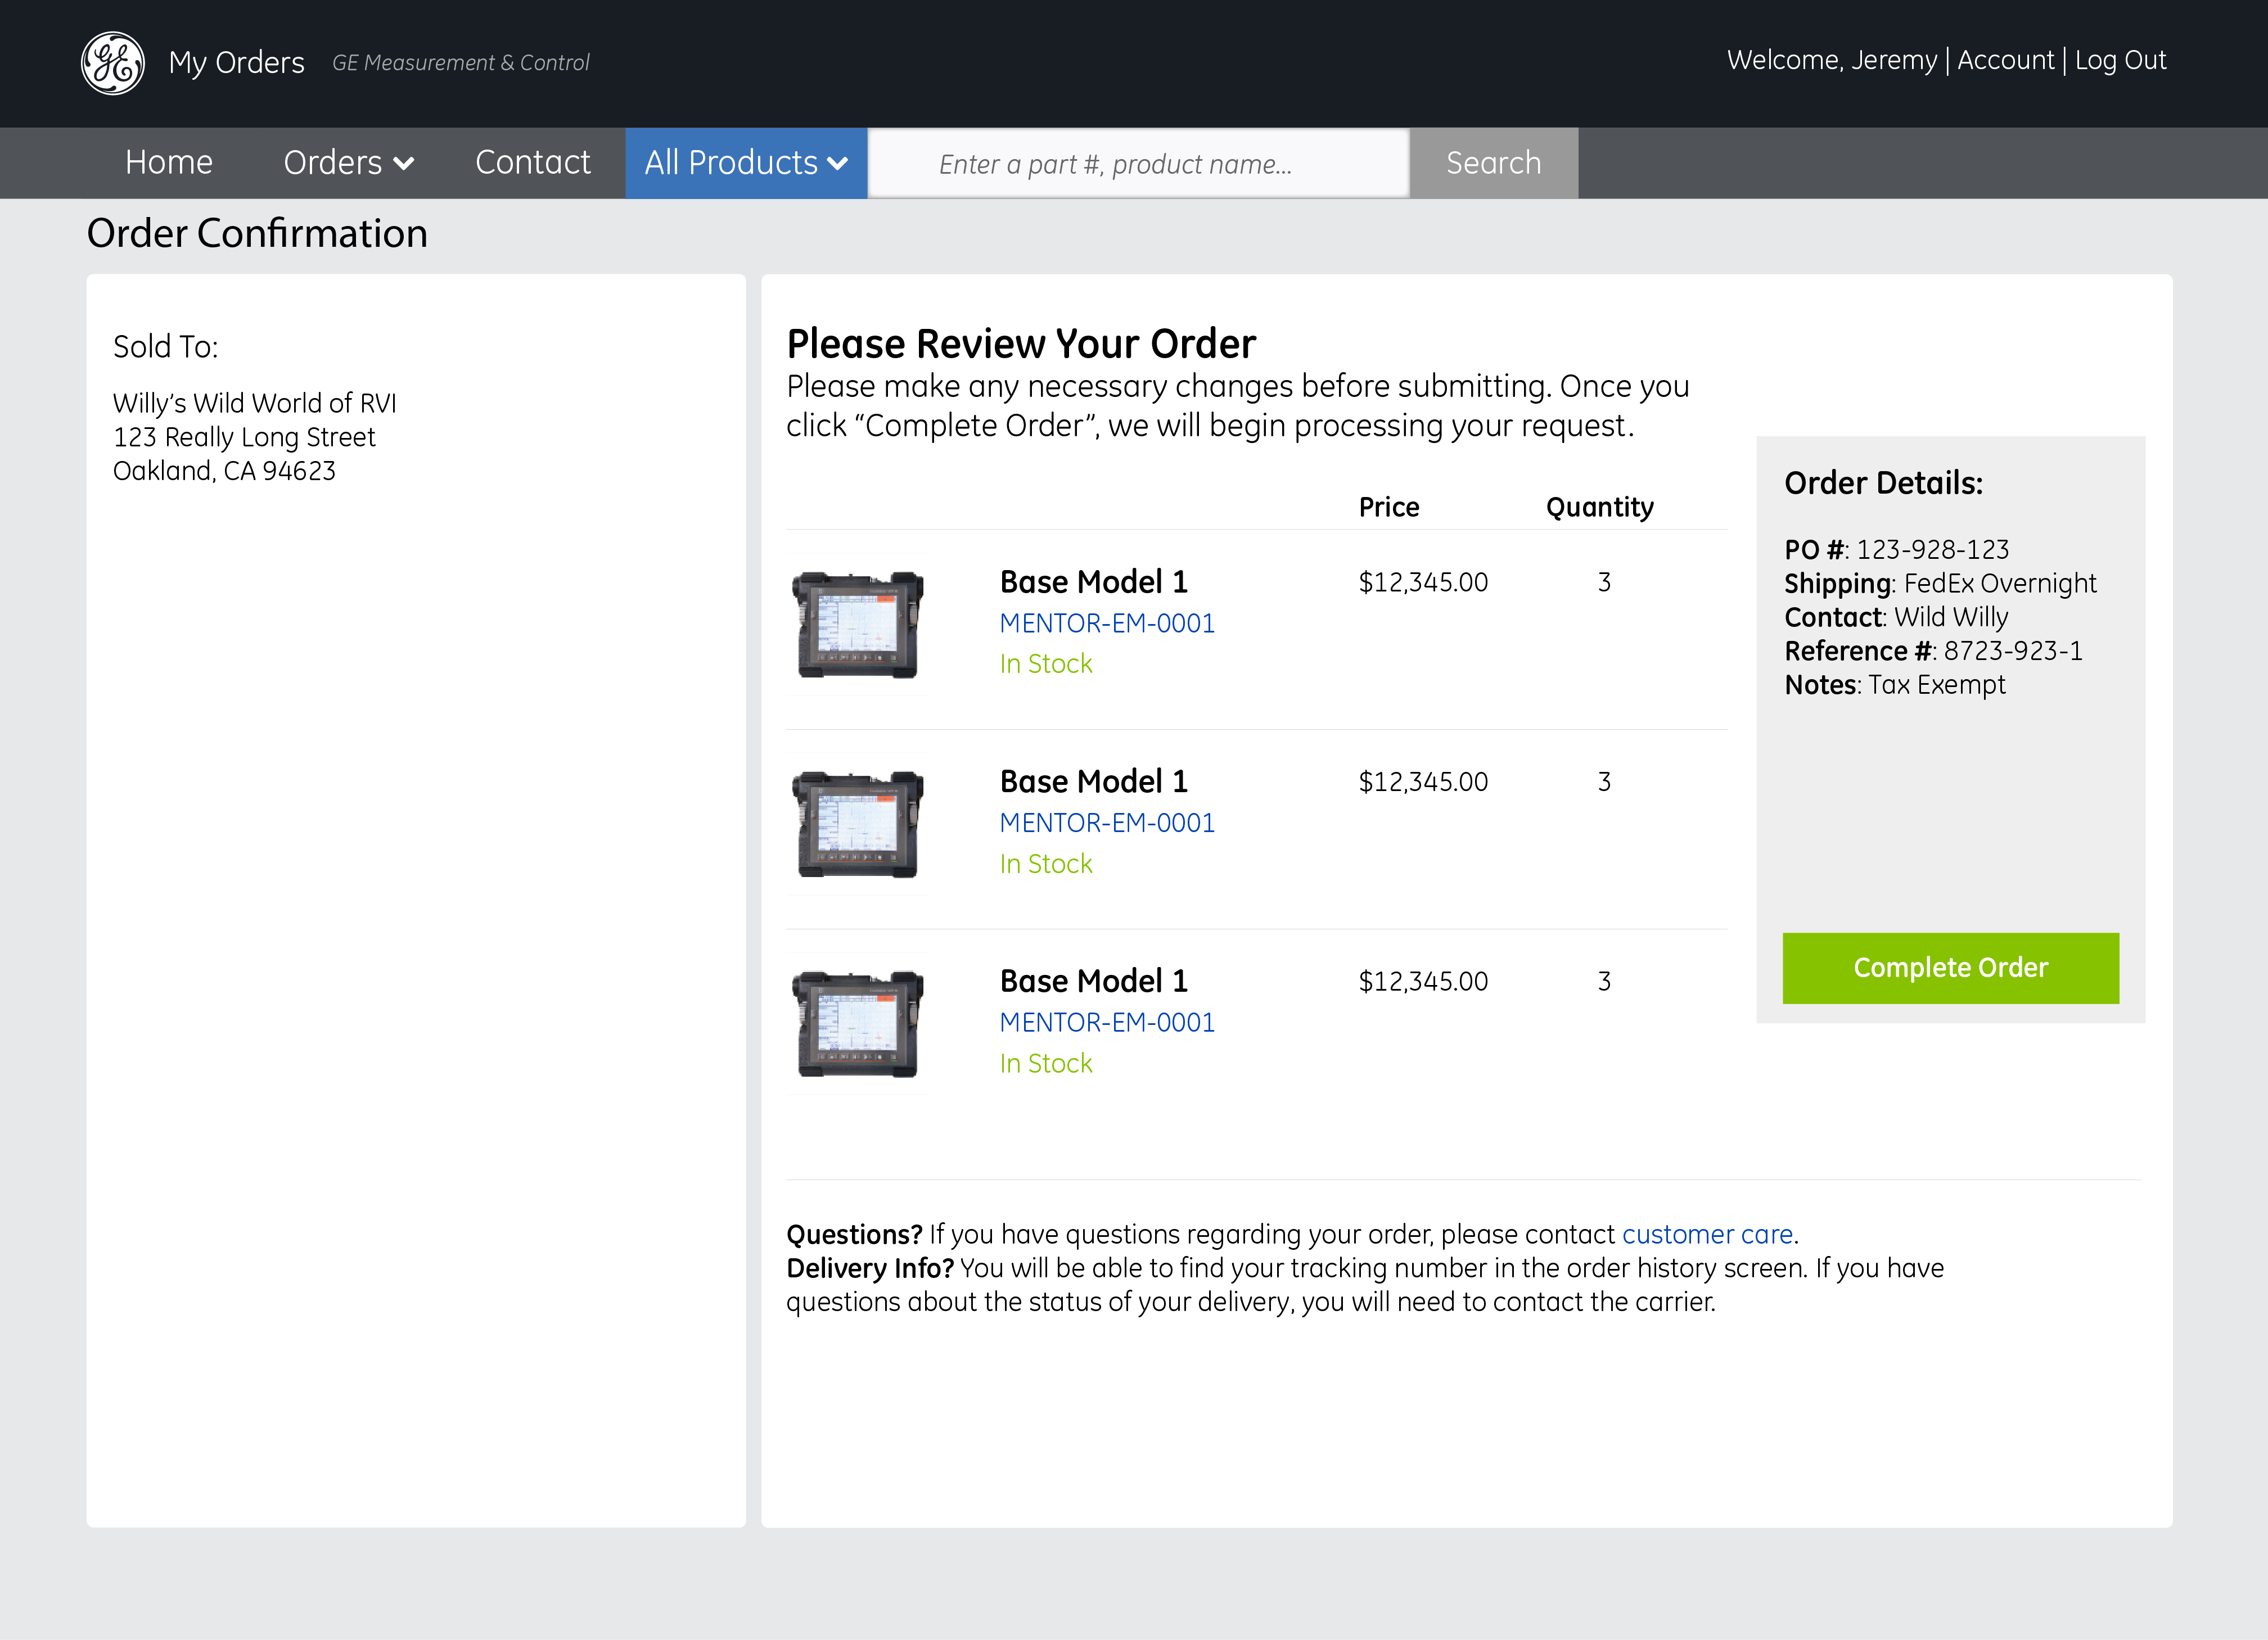 GE My Orders GE Measurement & Control
Welcome, Jeremy | Account | Log Out
Home Orders Contact All Products Enter a part #, product name... Search
Order Confirmation
Sold To:
Willy’s Wild World of RVI
123 Really Long Street
Oakland, CA 94623
Please Review Your Order
Please make any necessary changes before submitting. Once you
click “Complete Order”, we will begin processing your request.
Price Quantity
Base Model 1 $12,345.00 3
MENTOR-EM-0001
In Stock
Base Model 1 $12,345.00 3
MENTOR-EM-0001
In Stock
Base Model 1 $12,345.00 3
MENTOR-EM-0001
In Stock
Order Details:
PO #: 123-928-123
Shipping: FedEx Overnight
Contact: Wild Willy
Reference #: 8723-923-1
Notes: Tax Exempt
Complete Order
Questions? If you have questions regarding your order, please contact customer care.
Delivery Info? You will be able to find your tracking number in the order history screen. If you have
questions about the status of your delivery, you will need to contact the carrier.